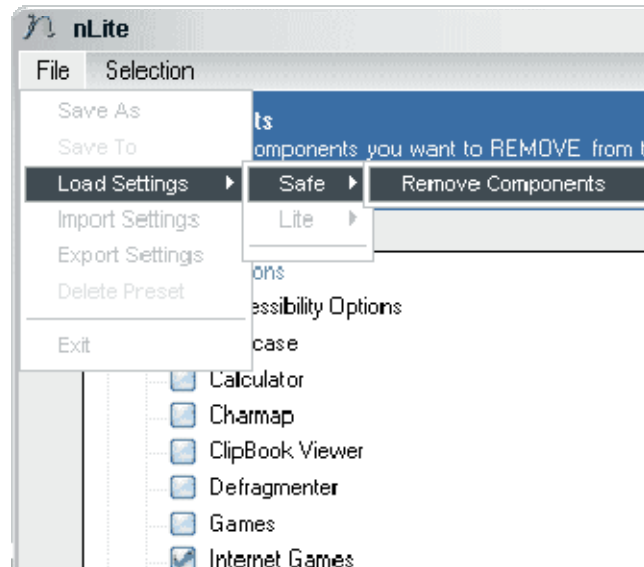 nLite
File Selection
Save As
ts
Save To
omponents you want to REMOVE from
Load Settings Safe Remove Components
Import Settings Lite
Export Settings
ons
Delete Preset
essibility Options
Exit
case
Calculator
Charmap
ClipBook Viewer
Defragmenter
Games
Internet Games